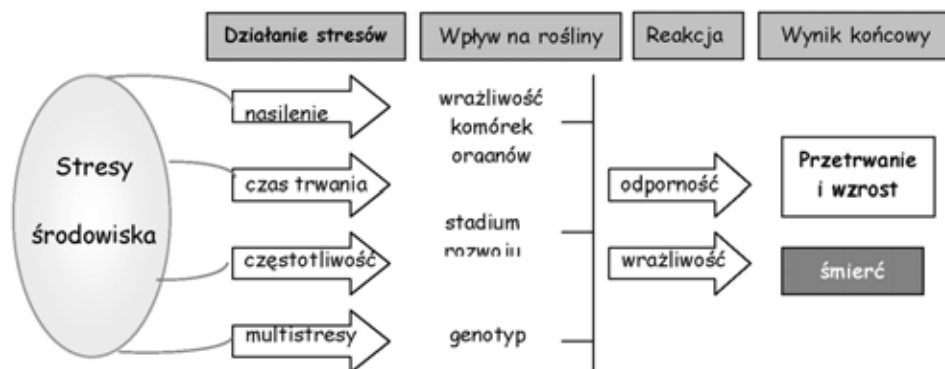 Działanie stresów
Wpływ na rośliny
Reakcja
Wynik końcowy
Stresy
środowiska
nasilenie
czas trwania
częstotliwość
multistresy
wrażliwość
komórek
organów
stadium
rozwoju
genotyp
odporność
wrażliwość
Przetrwanie
i wzrost
śmierć